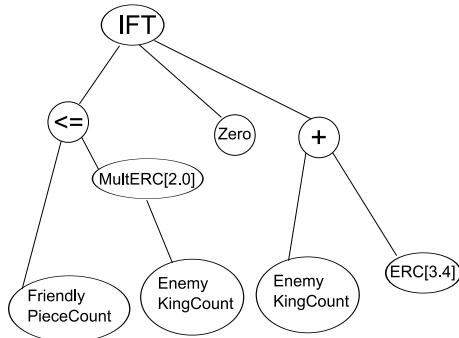 IFT
<=
Zero
+
MultERC[2.0]
Friendly
PieceCount
Enemy
KingCount
Enemy
KingCount
ERC[3.4]